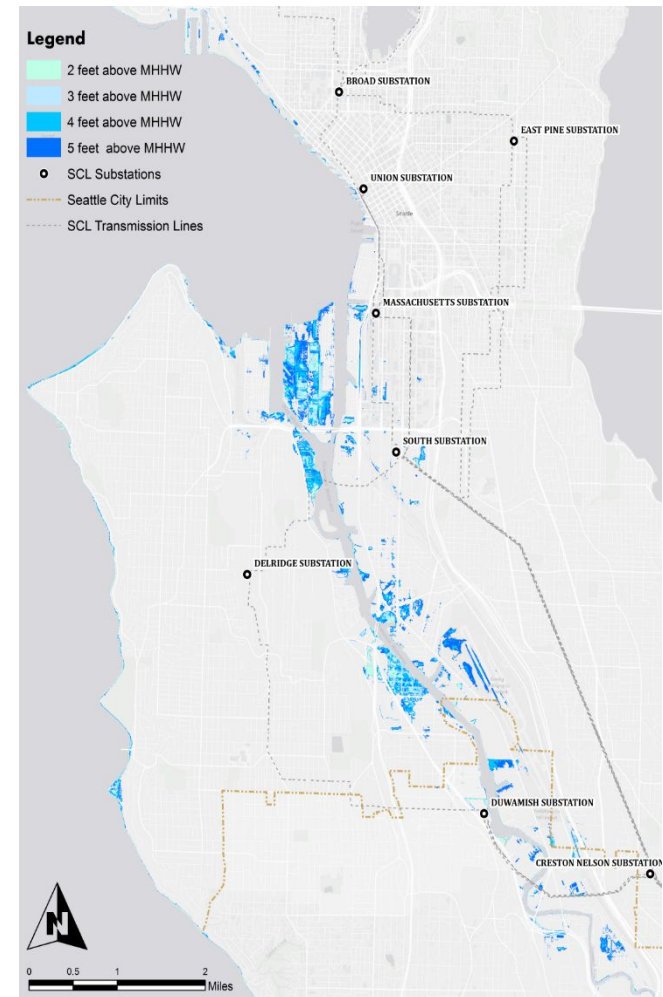 Legend
2 feet above MHHW
3 feet above MHHW
4 feet above MHHW
5 feet above MHHW
SCL Substations
Seattle City Limits
SCL Transmission Lines
BROAD SUBSTATION
EAST PINE SUBSTATION
UNION SUBSTATION
Seattle
MASSACHUSETTS SUBSTATION
SOUTH SUBSTATION
DELRIDGE SUBSTATION
DUWAMISH SUBSTATION
CRESTON NELSON SUBSTATION
N
0 0.5 1 2
Miles